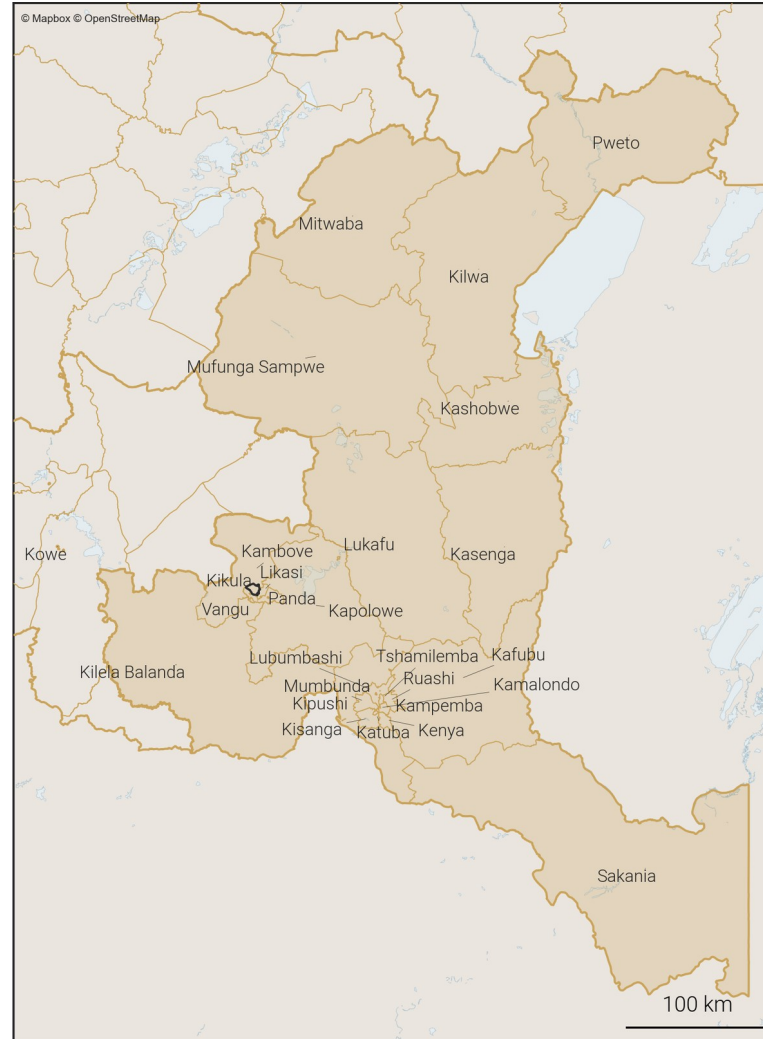 © Mapbox © OpenStreetMap
Pweto
Mitwaba
Kilwa
Mufunga Sampwe
Kashobwe
Kowe
Kambove
Lukafu
Kasenga
Likasi
Kikula
Panda
Vangu
Kapolowe
Lubumbashi
Tshamilemba
Kafubu
Kilela Balanda
Ruashi
Mumbunda
Kamalondo
Kipushi
Kampemba
Kisanga
Katuba
Kenya
Sakania
100 km